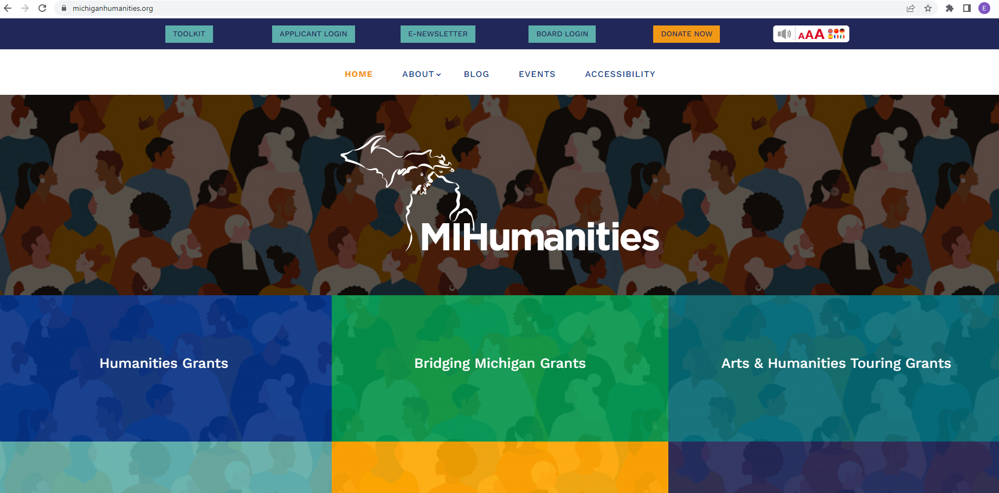 michiganhumanities.org
E
TOOLKIT
APPLICANT LOGIN
E-NEWSLETTER
BOARD LOGIN
DONATE NOW
AAA
HOME
ABOUT
BLOG
EVENTS
ACCESSIBILITY
MIHumanities
Humanities Grants
Bridging Michigan Grants
Arts & Humanities Touring Grants